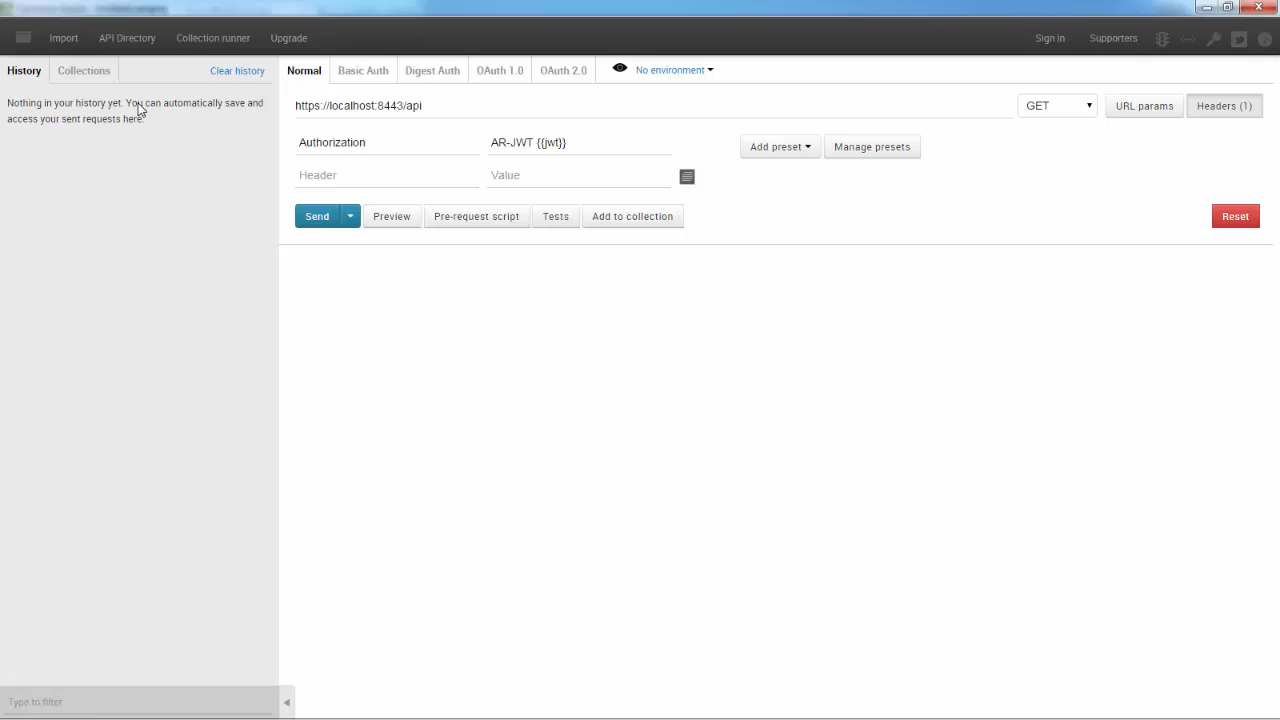 Import API Directory Collection runner Upgrade Sign in Supporters
History Collections Clear history Normal Basic Auth Digest Auth OAuth 1.0 OAuth 2.0 No environment
Nothing in your history yet. You can automatically save and
access your sent requests here.
https://localhost:8443/api GET URL params Headers (1)
Authorization AR-JWT {{jwt}} Add preset Manage presets
Header Value
Send Preview Pre-request script Tests Add to collection Reset
Type to filter